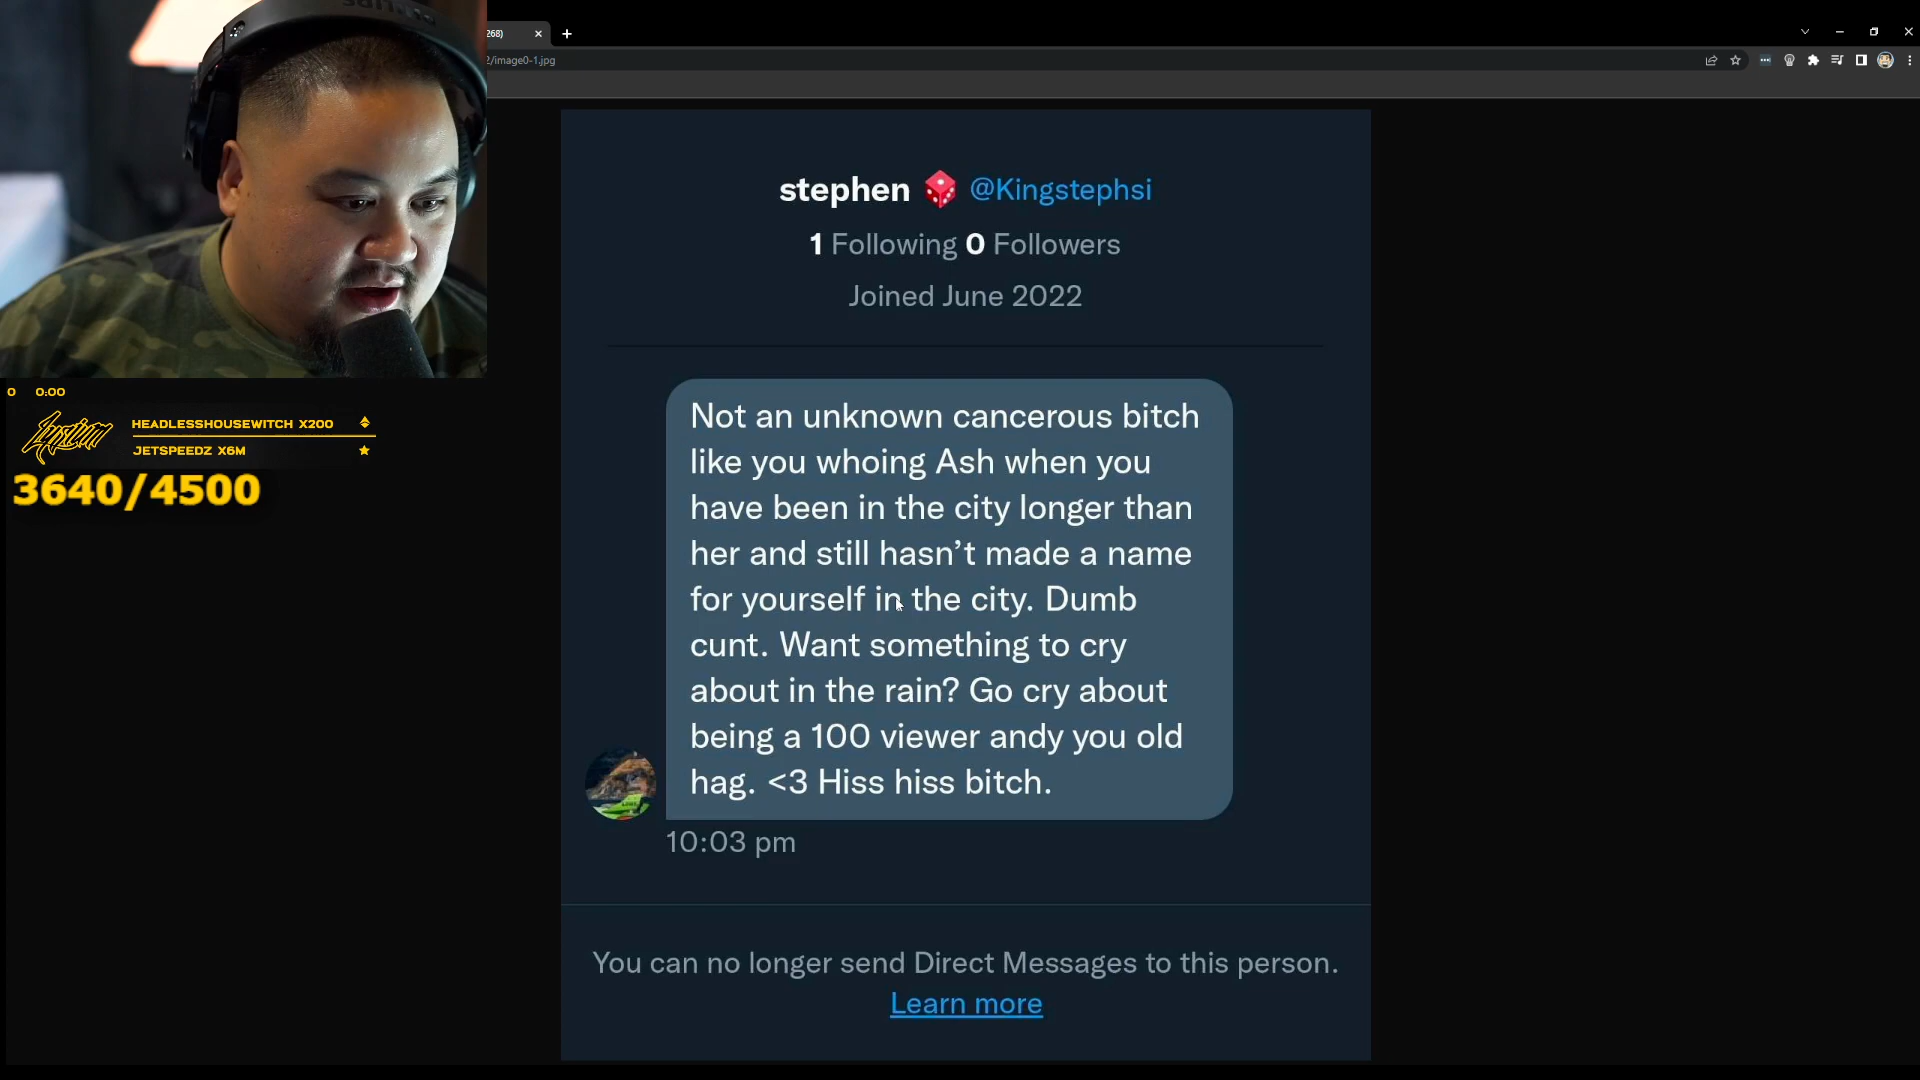 268)
2/image0-1.jpg
stephen @Kingstephsi
1 Following 0 Followers
Joined June 2022
Not an unknown cancerous bitch
like you whoing Ash when you
have been in the city longer than
her and still hasn’t made a name
for yourself in the city. Dumb
cunt. Want something to cry
about in the rain? Go cry about
being a 100 viewer andy you old
hag. <3 Hiss hiss bitch.
10:03 pm
You can no longer send Direct Messages to this person.
Learn more
0 0:00
HEADLESSHOUSEWITCH X200
JETSPEEDZ X6M
3640/4500